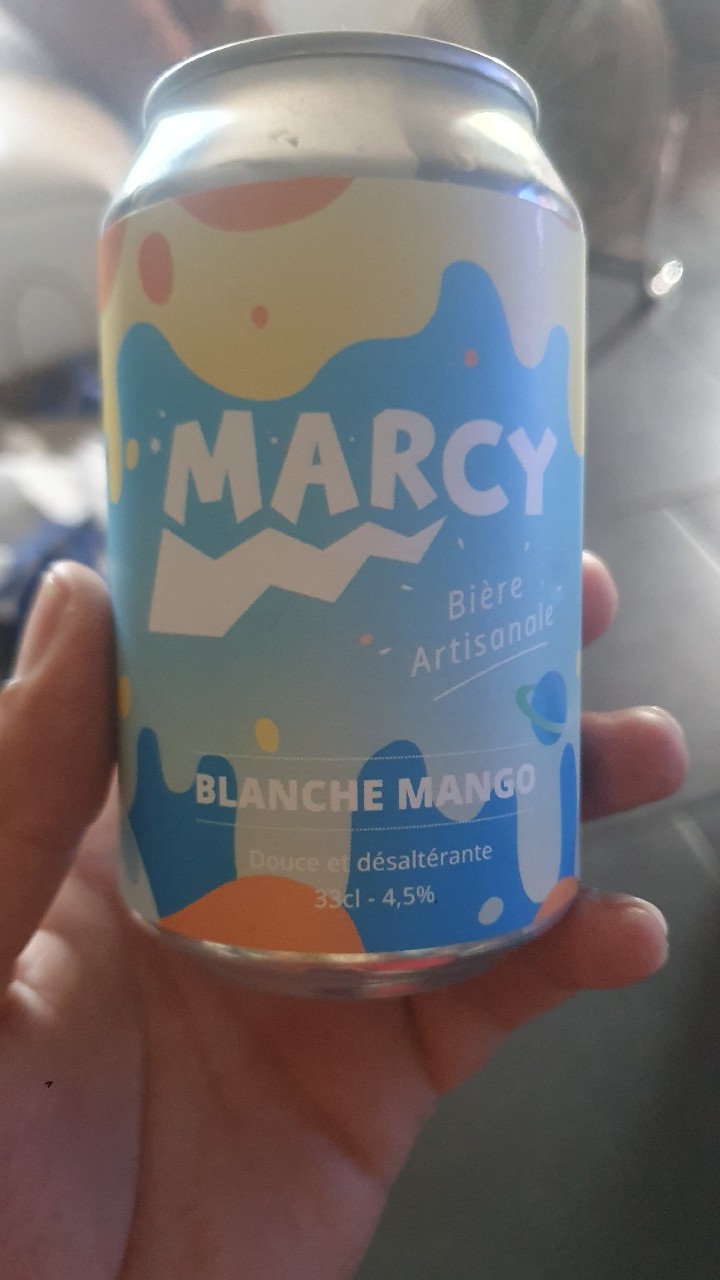 MARCY
Bière
Artisanale
BLANCHE MANGO
Douce et désaltérante
33cl - 4,5%